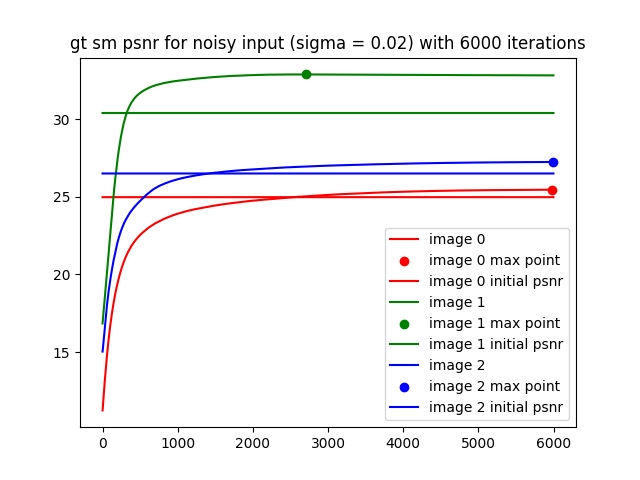 gt sm psnr for noisy input (sigma = 0.02) with 6000 iterations
30
25
20
15
image 0
image 0 max point
image 0 initial psnr
image 1
image 1 max point
image 1 initial psnr
image 2
image 2 max point
image 2 initial psnr
0 1000 2000 3000 4000 5000 6000